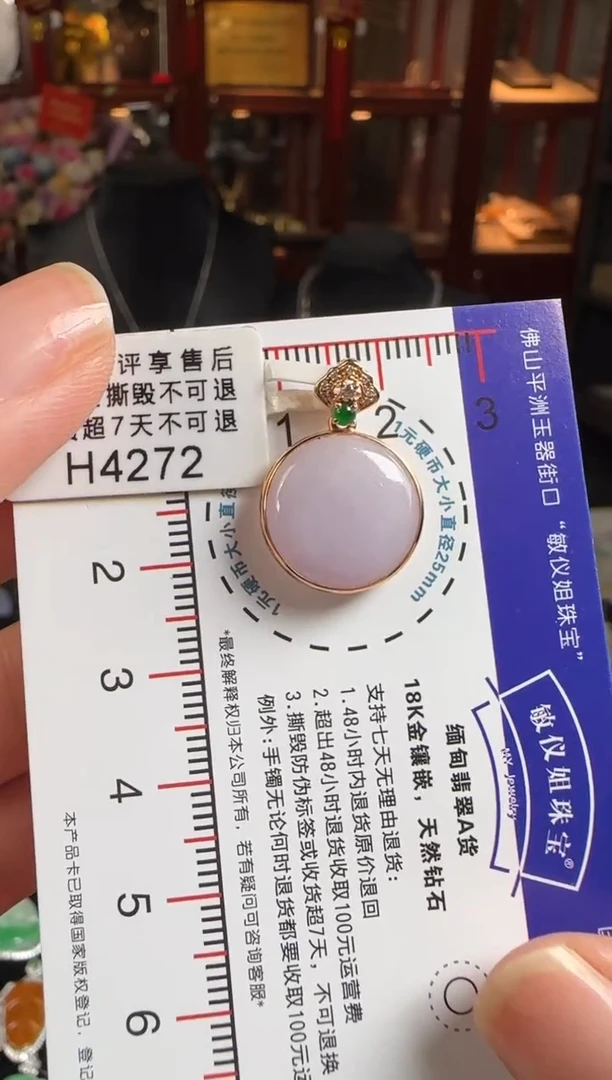 评享售后
撕毁不可退
超7天不可退
H4272
1
2
3
1元硬币大小直径25mm
1元硬币大小直
2
3
4
5
6
佛山平洲玉器街口“敏仪姐珠宝”
敏仪姐珠宝®
MY Jewelry
缅甸翡翠A货
18K金镶嵌，天然钻石
支持七天无理由退货：
1.48小时内退货原价退回
2.超出48小时退货收取100元运营费
3.撕毁防伪标签或收货超7天，不可退换
例外：手镯无论何时退货都要收取100元运
*最终解释权归本公司所有，若有疑问可咨询客服*
本产品卡已取得国家版权登记，登记